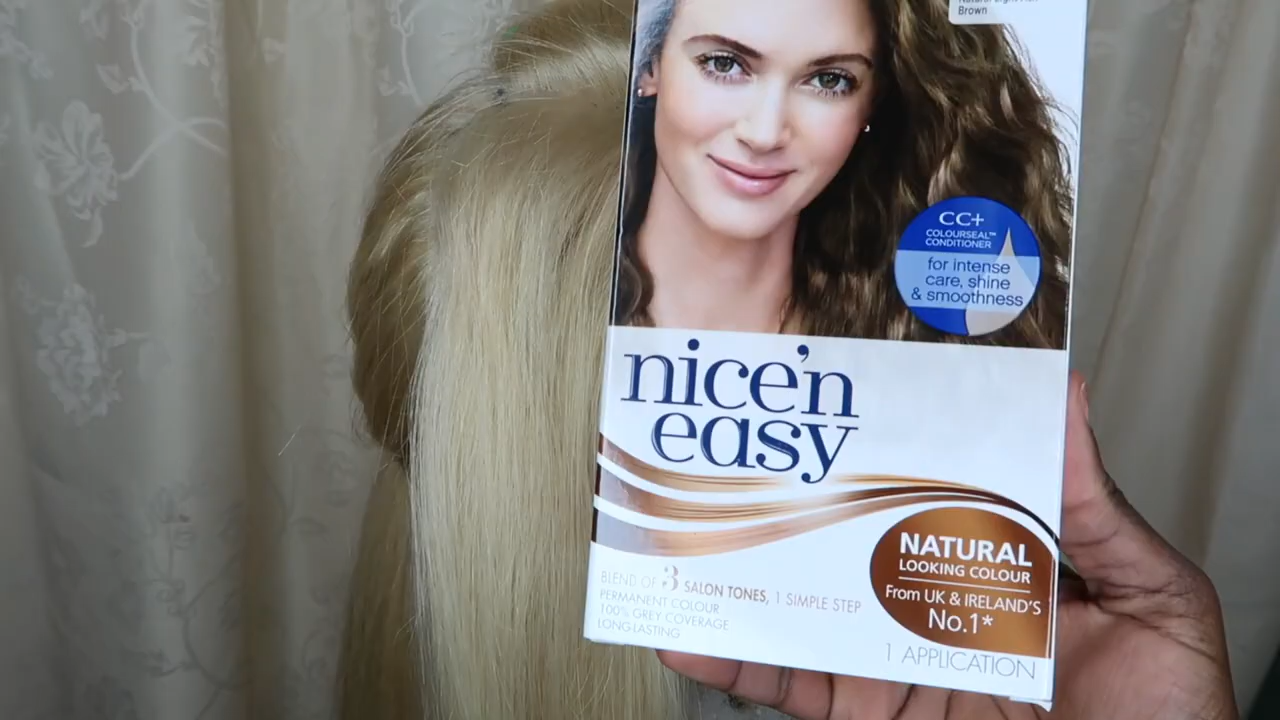 Brown
CC+
COLOURSEAL™
CONDITIONER
for intense
care, shine
& smoothness
nice'n
easy
NATURAL
LOOKING COLOUR
From UK & IRELAND'S
No.1*
BLEND OF 3 SALON TONES, 1 SIMPLE STEP
PERMANENT COLOUR
100% GREY COVERAGE
LONG LASTING
1 APPLICATION